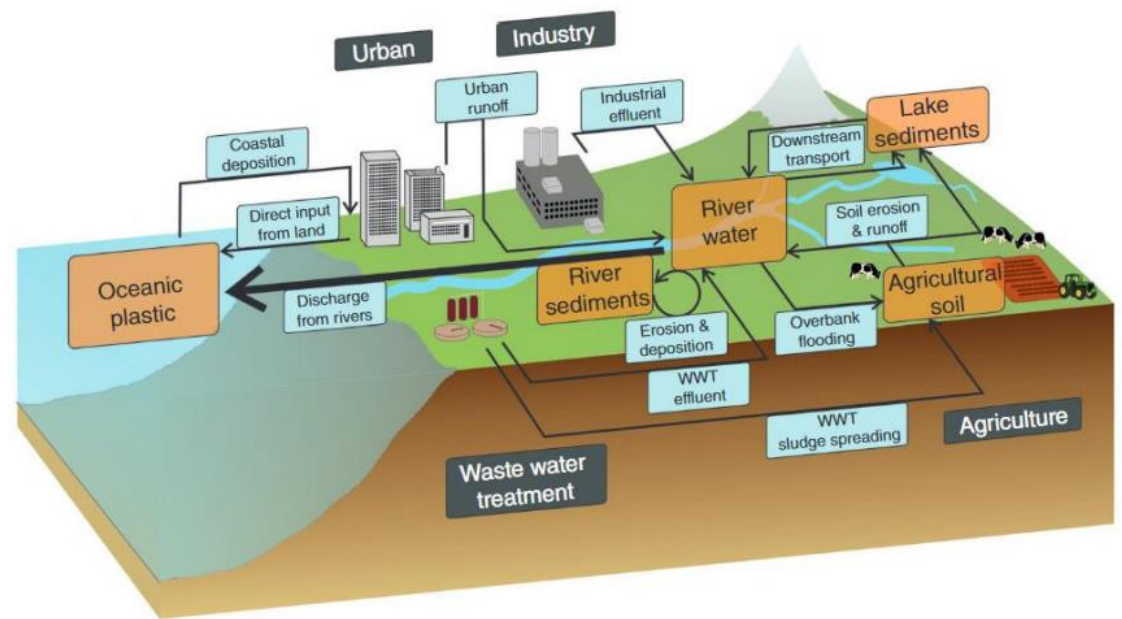 Urban
Industry
Urban
runoff
Industrial
effluent
Lake
sediments
Coastal
deposition
Downstream
transport
Direct input
from land
River
water
Soil erosion
& runoff
Oceanic
plastic
Discharge
from rivers
River
sediments
Agricultural
soil
Erosion &
deposition
Overbank
flooding
WWT
effluent
WWT
sludge spreading
Agriculture
Waste water
treatment